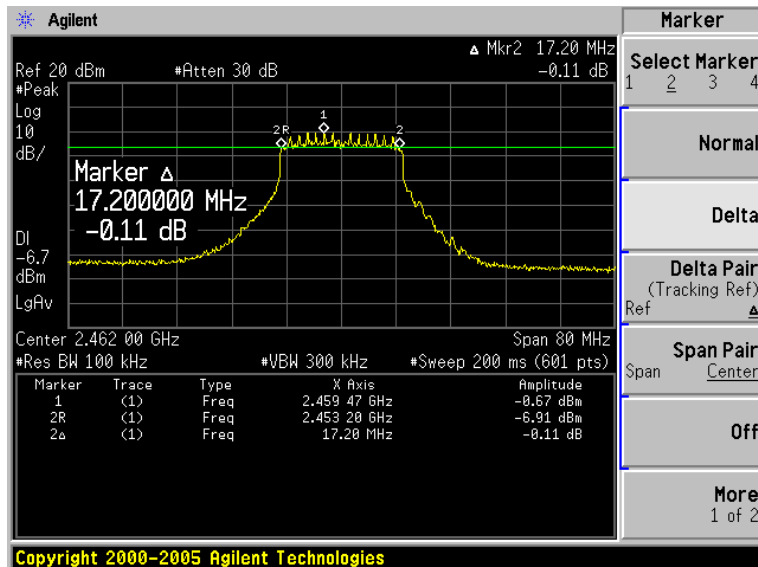 Agilent
Marker
Δ Mkr2 17.20 MHz
Ref 20 dBm #Atten 30 dB -0.11 dB
#Peak
Log
10
dB/
1
2R
2
Marker Δ
17.200000 MHz
-0.11 dB
DI
-6.7
dBm
LgAv
Center 2.462 00 GHz Span 80 MHz
#Res BW 100 kHz #VBW 300 kHz #Sweep 200 ms (601 pts)
Marker Trace Type X Axis Amplitude
1 (1) Freq 2.459 47 GHz -0.67 dBm
2R (1) Freq 2.453 20 GHz -6.91 dBm
2Δ (1) Freq 17.20 MHz -0.11 dB
Select Marker
1 2 3 4
Normal
Delta
Delta Pair
(Tracking Ref)
Ref Δ
Span Pair
Span Center
Off
More
1 of 2
Copyright 2000-2005 Agilent Technologies